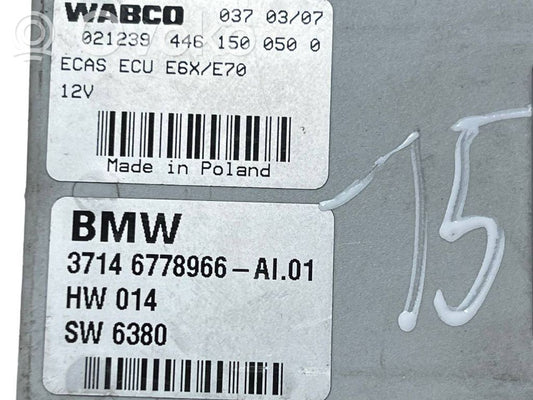 WABCO 037 03/07
021239 446 150 050 0
ECAS ECU E6X/E70
12V
Made in Poland
BMW
3714 6778966-AI.01
HW 014
SW 6380
15